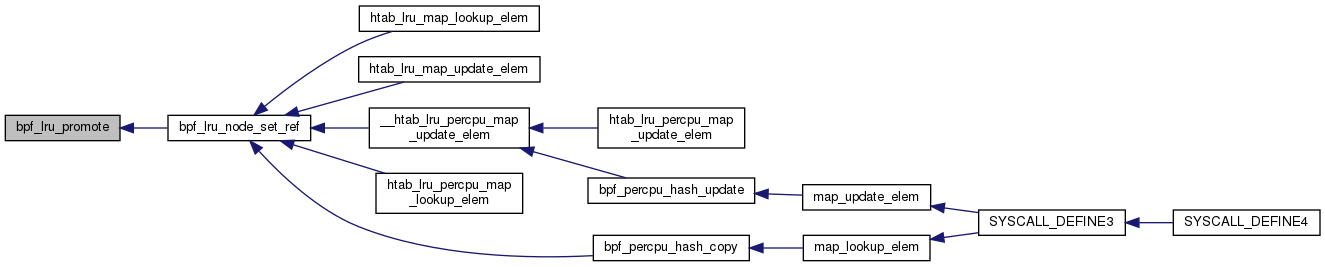 htab_lru_map_lookup_elem
htab_lru_map_update_elem
bpf_lru_promote
bpf_lru_node_set_ref
__htab_lru_percpu_map
_update_elem
htab_lru_percpu_map
_update_elem
htab_lru_percpu_map
_lookup_elem
bpf_percpu_hash_update
map_update_elem
SYSCALL_DEFINE3
SYSCALL_DEFINE4
bpf_percpu_hash_copy
map_lookup_elem